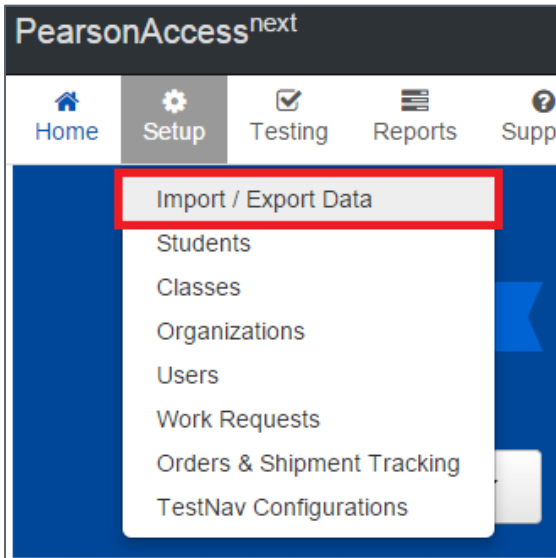 PearsonAccessnext
Home Setup Testing Reports Supp
Import / Export Data
Students
Classes
Organizations
Users
Work Requests
Orders & Shipment Tracking
TestNav Configurations